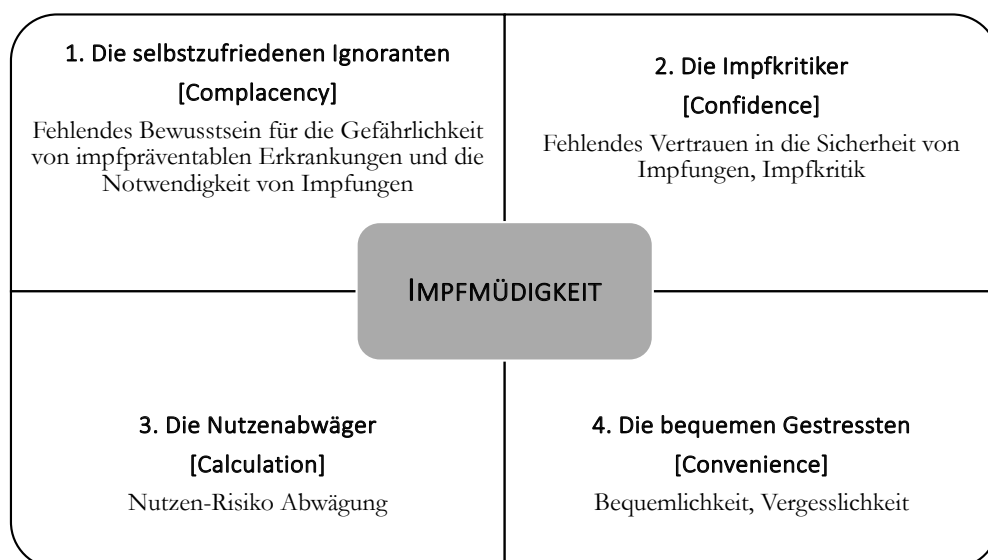 1. Die selbstzufriedenen Ignoranten
[Complacency]
Fehlendes Bewusstsein für die Gefährlichkeit
von impfpräventablen Erkrankungen und die
Notwendigkeit von Impfungen
2. Die Impfkritiker
[Confidence]
Fehlendes Vertrauen in die Sicherheit von
Impfungen, Impfkritik
IMPFMÜDIGKEIT
3. Die Nutzenabwäger
[Calculation]
Nutzen-Risiko Abwägung
4. Die bequemen Gestressten
[Convenience]
Bequemlichkeit, Vergesslichkeit